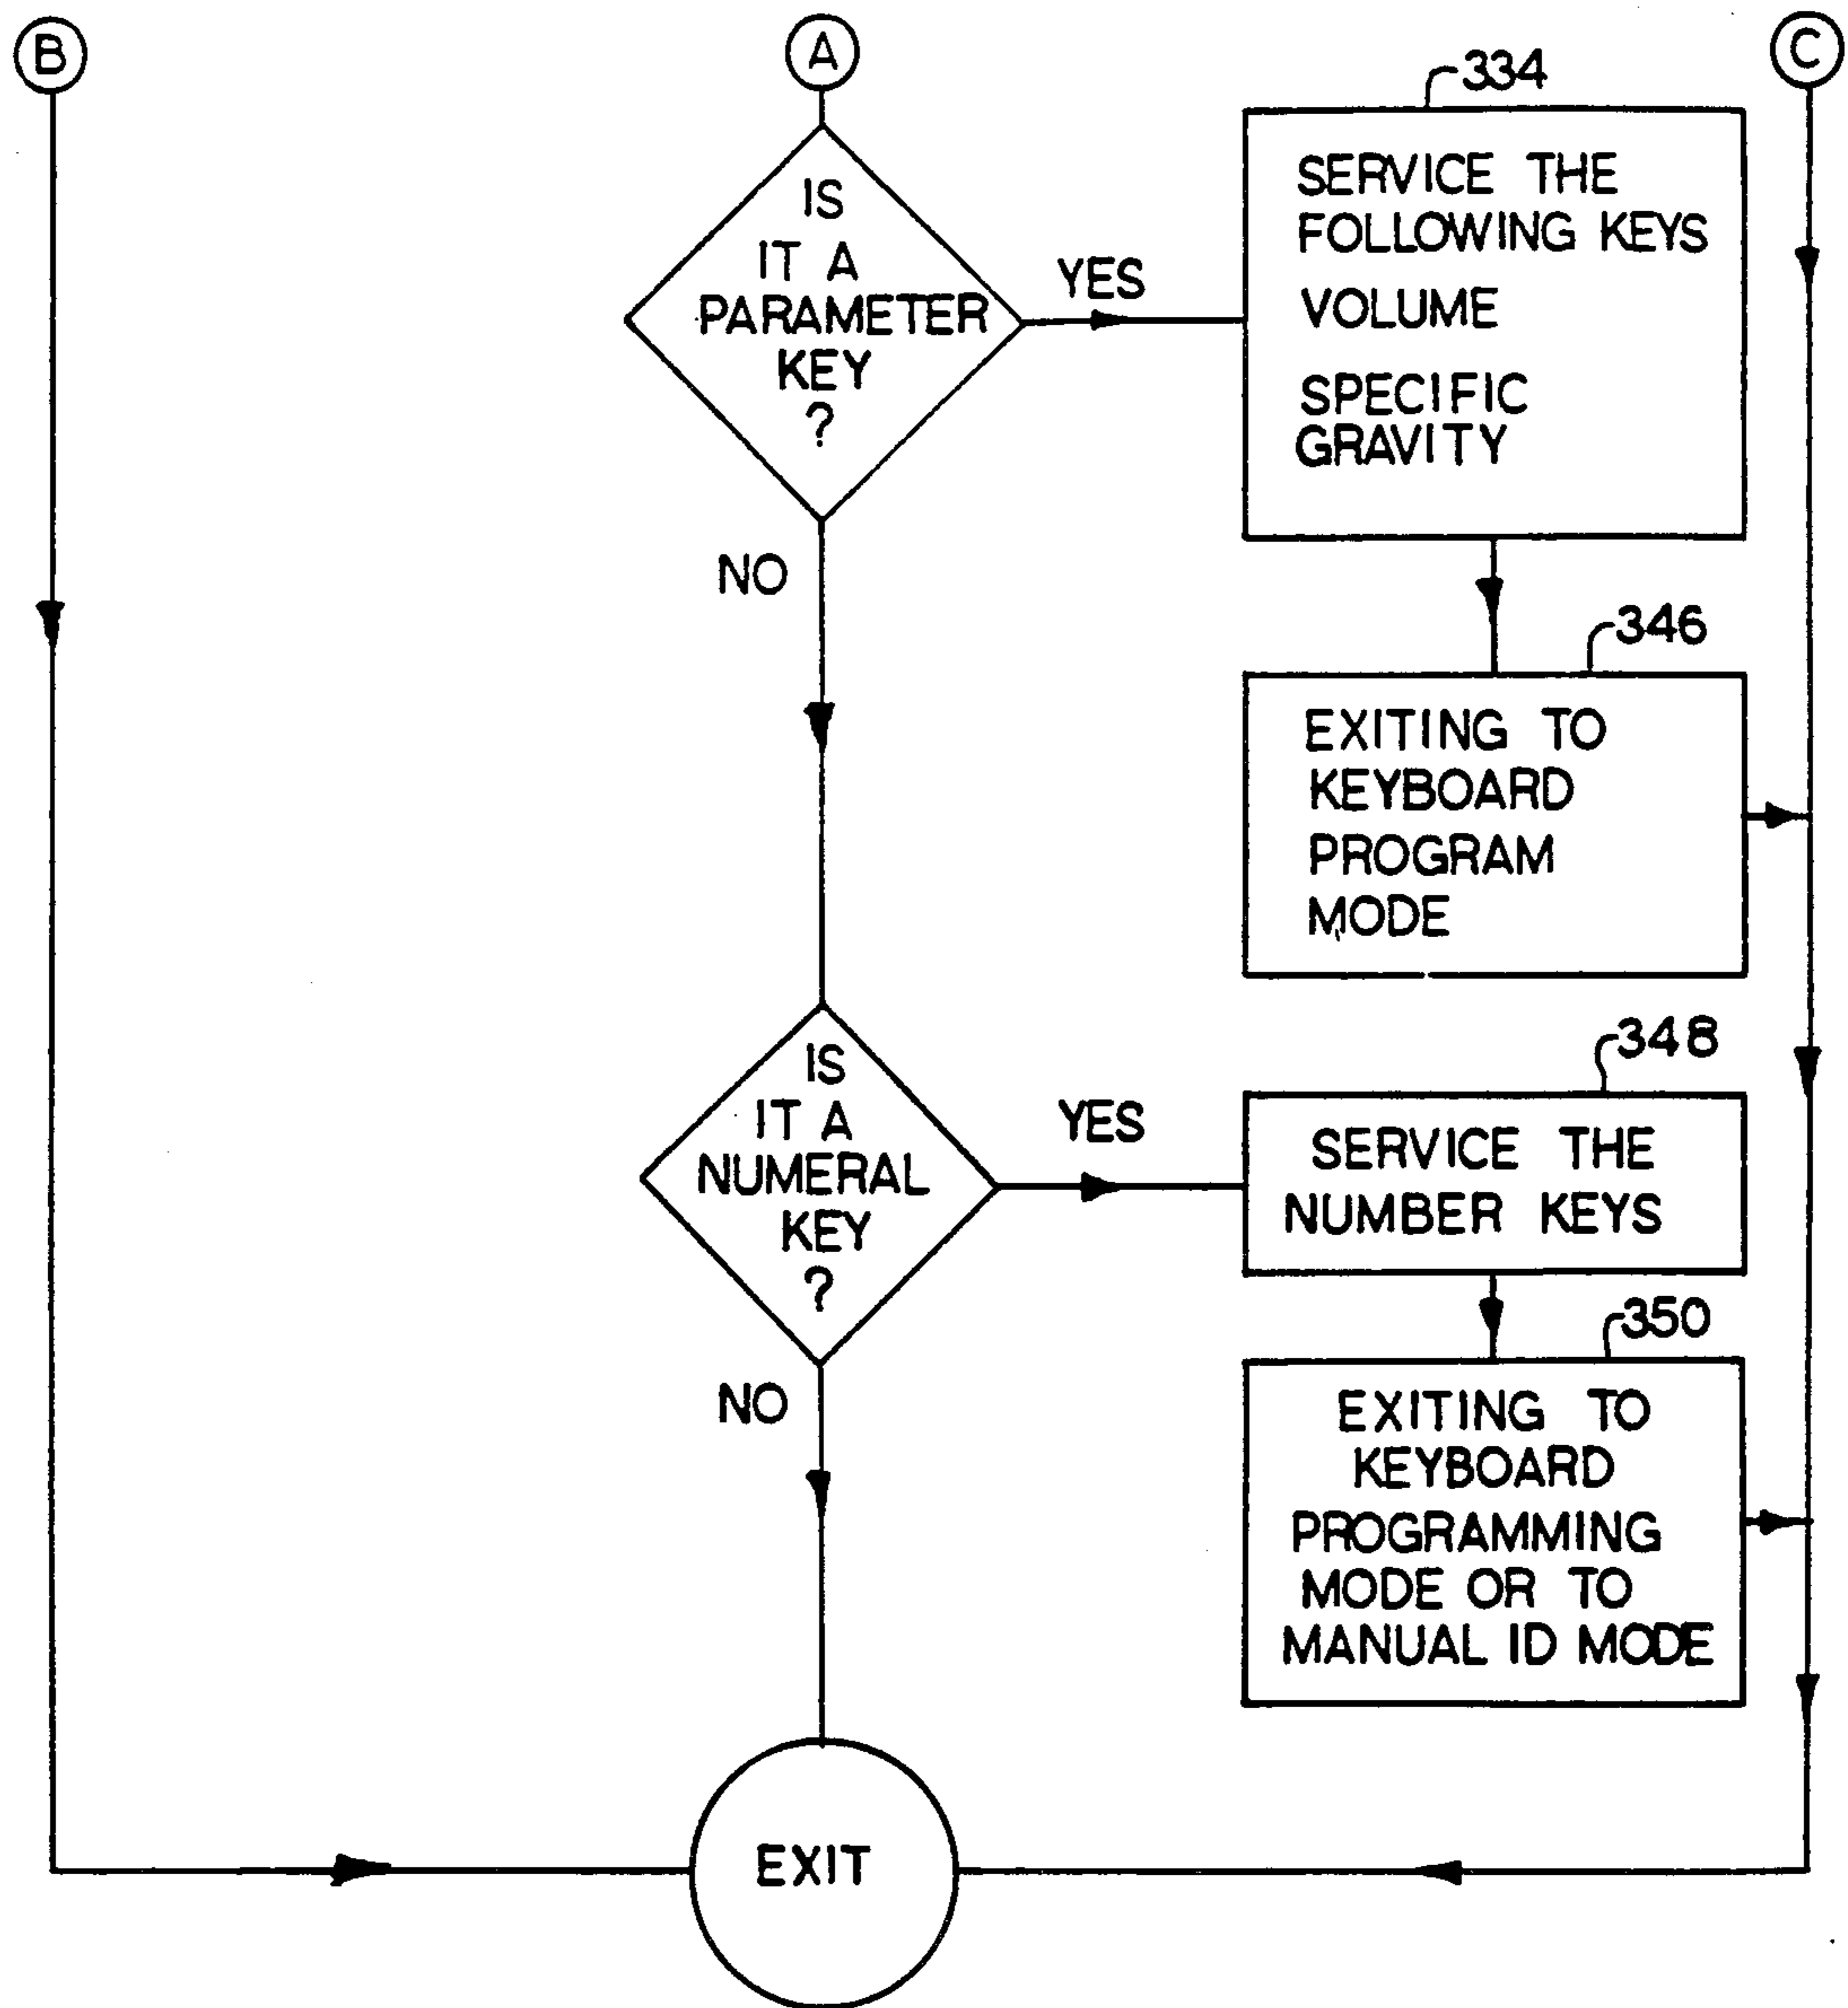 B
A
C
334
IS
IT A
PARAMETER
KEY
?
YES
SERVICE THE
FOLLOWING KEYS
VOLUME
SPECIFIC
GRAVITY
NO
346
EXITING TO
KEYBOARD
PROGRAM
MODE
348
IS
IT A
NUMERAL
KEY
?
YES
SERVICE THE
NUMBER KEYS
350
NO
EXITING TO
KEYBOARD
PROGRAMMING
MODE OR TO
MANUAL ID MODE
EXIT